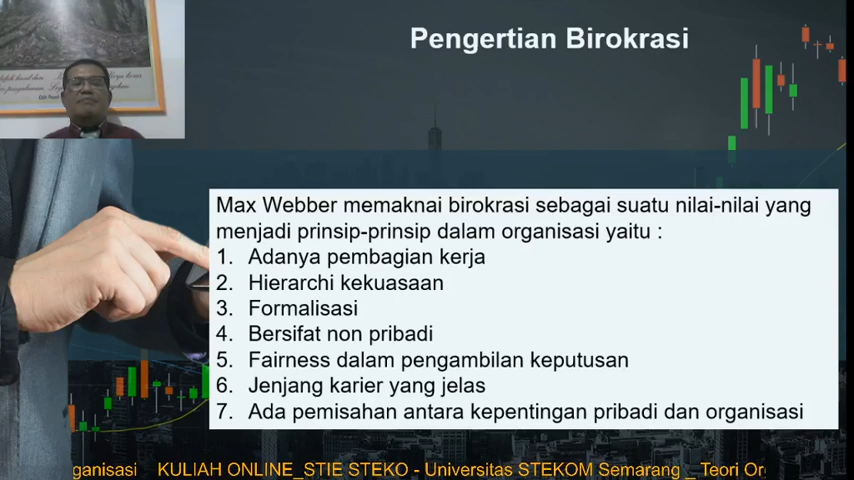 Pengertian Birokrasi
Max Webber memaknai birokrasi sebagai suatu nilai-nilai yang
menjadi prinsip-prinsip dalam organisasi yaitu :
1. Adanya pembagian kerja
2. Hierarchi kekuasaan
3. Formalisasi
4. Bersifat non pribadi
5. Fairness dalam pengambilan keputusan
6. Jenjang karier yang jelas
7. Ada pemisahan antara kepentingan pribadi dan organisasi
ganisasi KULIAH ONLINE_STIE STEKO - Universitas STEKOM Semarang _ Teori Or